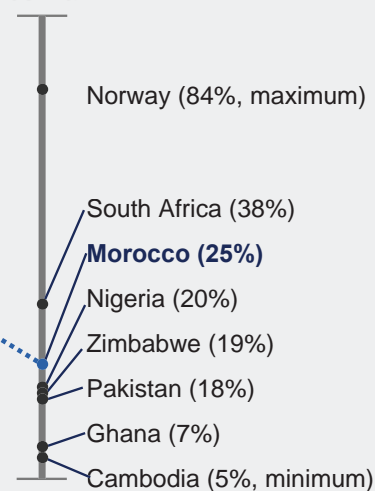 Norway (84%, maximum)
South Africa (38%)
Morocco (25%)
Nigeria (20%)
Zimbabwe (19%)
Pakistan (18%)
Ghana (7%)
Cambodia (5%, minimum)